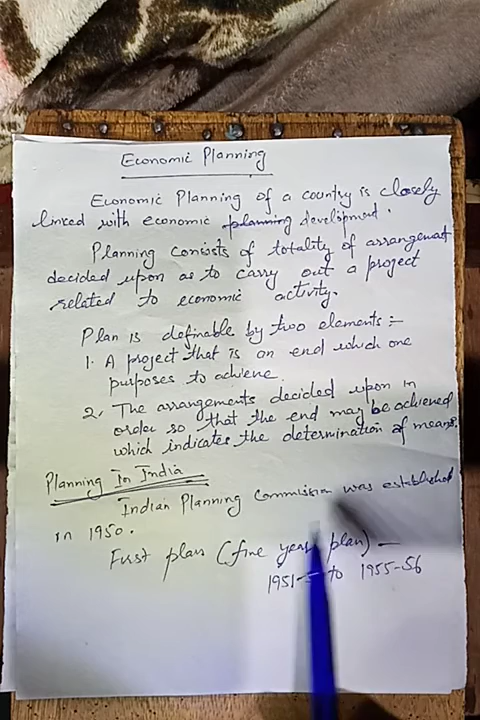 Economic Planning
Economic Planning of a country is closely
linked with economic planning development.
Planning consists of totality of arrangement
decided upon as to carry out a project
related to economic activity.
Plan is definable by two elements :-
1. A project that is an end which one
purposes to achieve
2. The arrangements decided upon in
order so that the end may be achieved
which indicates the determination of means.
Planning In India
Indian Planning Commission was established
in 1950.
First plan (five year plan) —
1951- to 1955-56